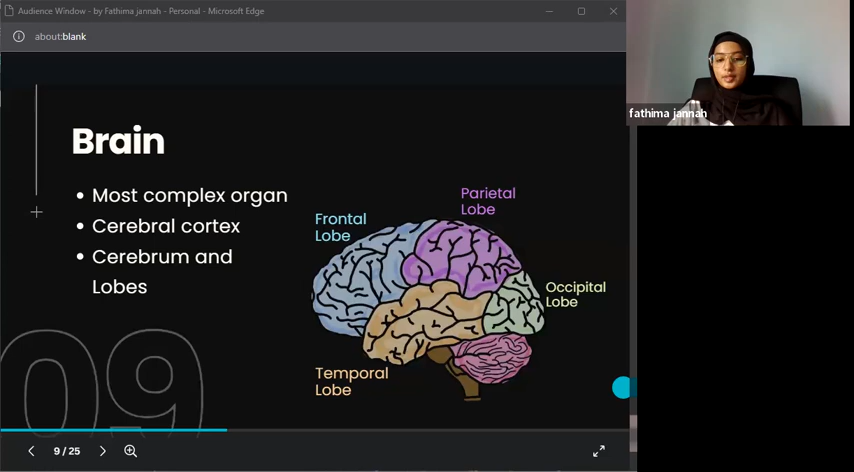 Audience Window - by Fathima jannah - Personal - Microsoft Edge
about:blank
fathima jannah
Brain
• Most complex organ
• Cerebral cortex
• Cerebrum and
Lobes
Frontal
Lobe
Parietal
Lobe
Occipital
Lobe
Temporal
Lobe
09
9 / 25